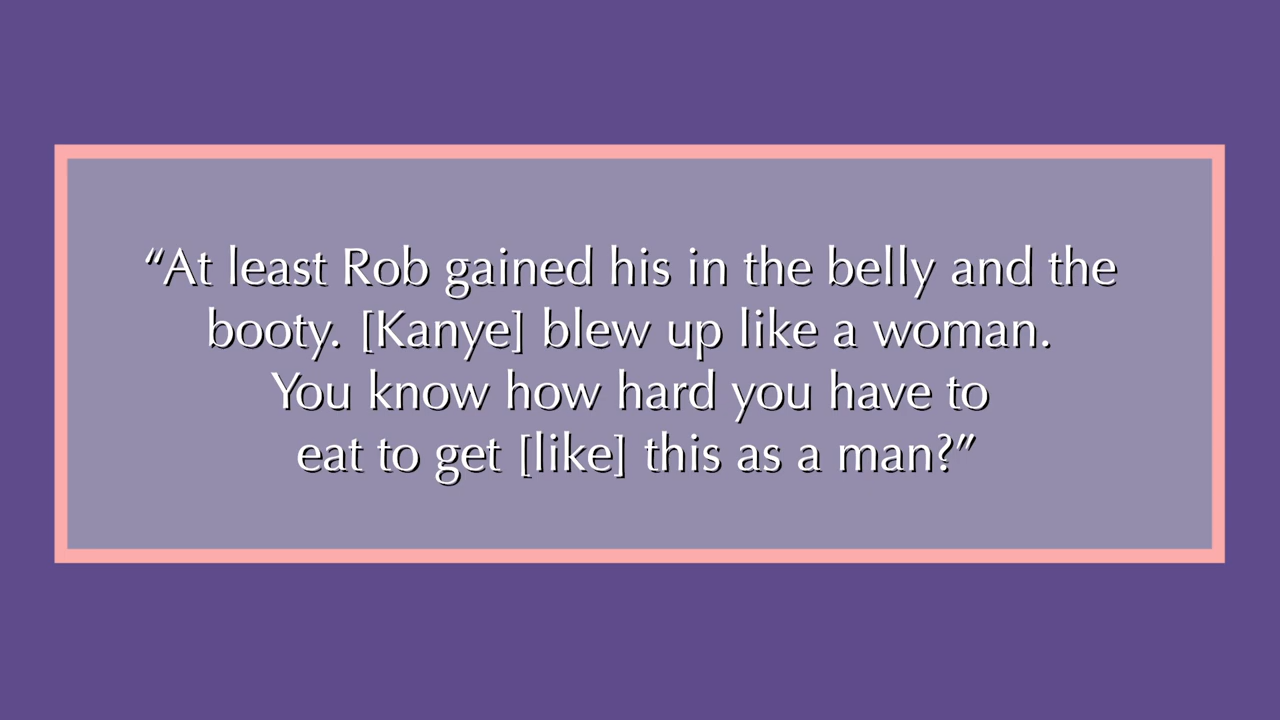 “At least Rob gained his in the belly and the
booty. [Kanye] blew up like a woman.
You know how hard you have to
eat to get [like] this as a man?”